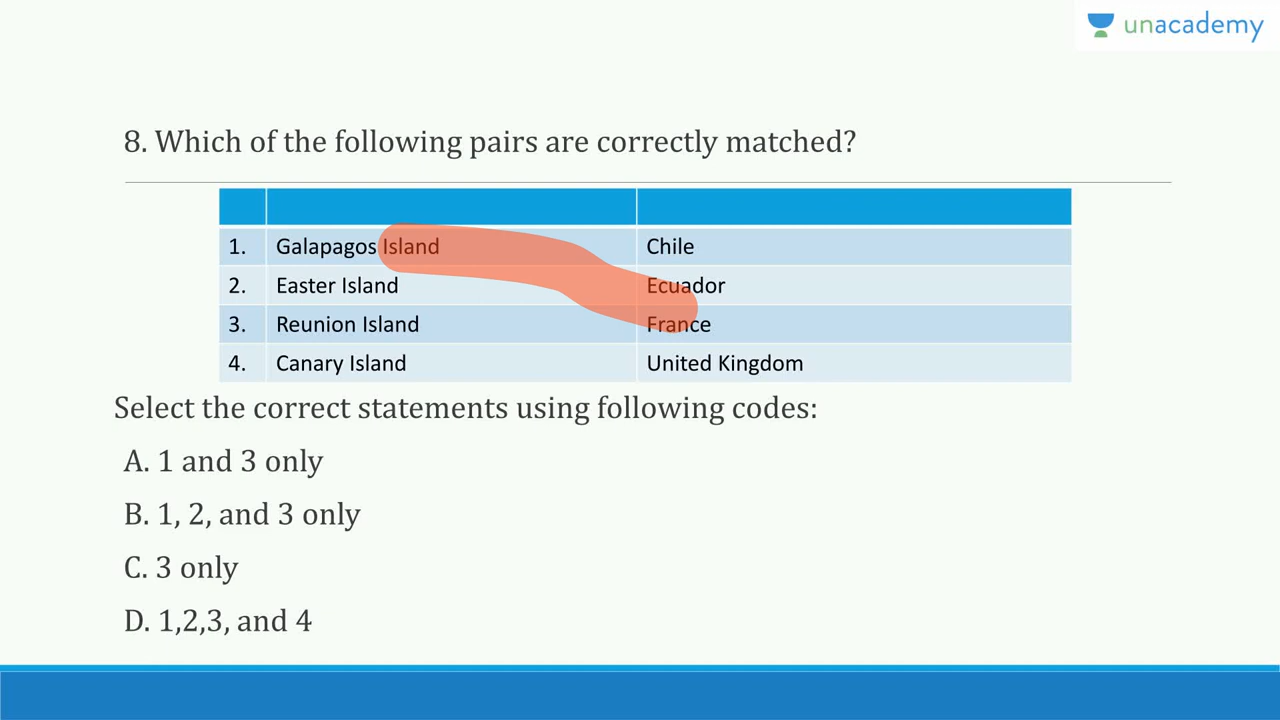 unacademy
8. Which of the following pairs are correctly matched?
1. Galapagos Island Chile
2. Easter Island Ecuador
3. Reunion Island France
4. Canary Island United Kingdom
Select the correct statements using following codes:
A. 1 and 3 only
B. 1, 2, and 3 only
C. 3 only
D. 1,2,3, and 4